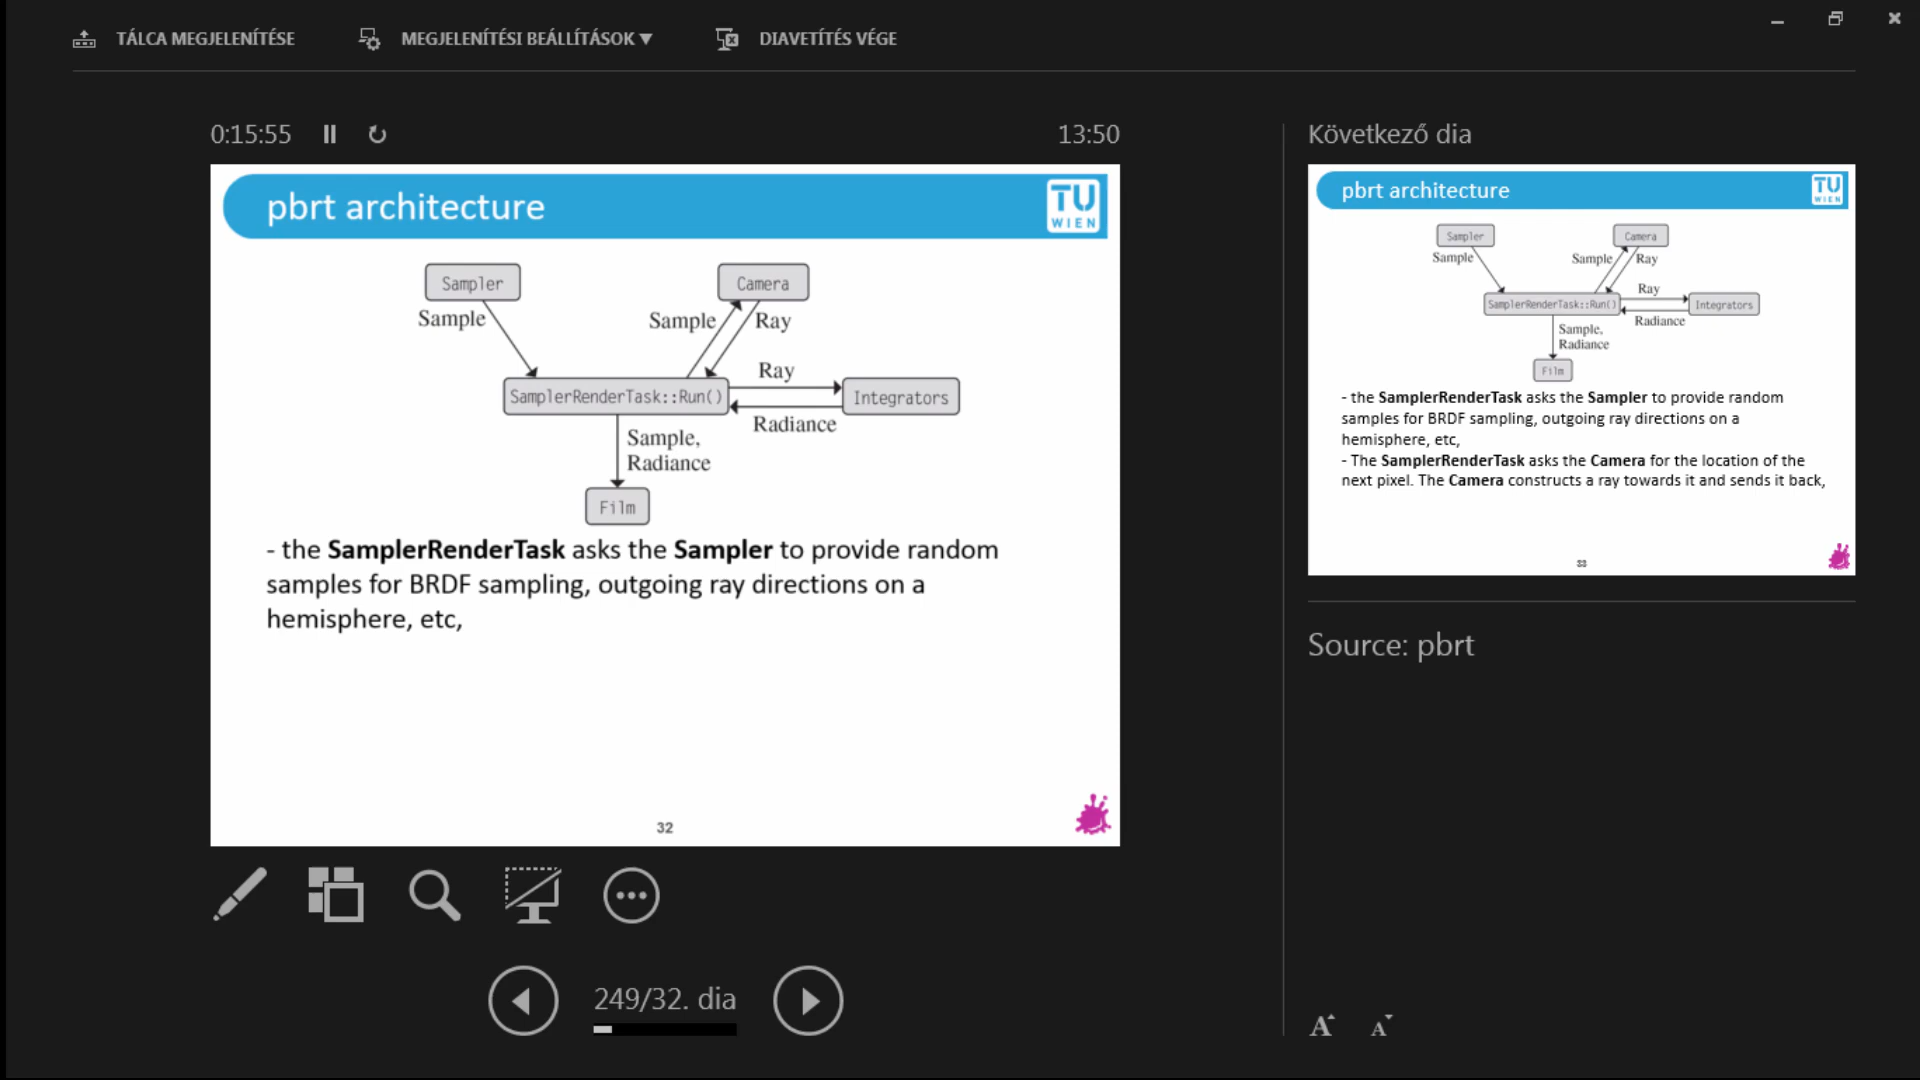 TÁLCA MEGJELENÍTÉSE
MEGJELENÍTÉSI BEÁLLÍTÁSOK ▼
DIAVETÍTÉS VÉGE
0:15:55
13:50
pbrt architecture
TU
WIEN
Sampler
Camera
Sample
Sample
Ray
SamplerRenderTask::Run()
Ray
Integrators
Radiance
Sample,
Radiance
Film
- the SamplerRenderTask asks the Sampler to provide random
samples for BRDF sampling, outgoing ray directions on a
hemisphere, etc,
32
249/32. dia
Következő dia
pbrt architecture
TU
WIEN
Sampler
Camera
Sample
Sample
Ray
SamplerRenderTask::Run()
Ray
Integrators
Radiance
Sample,
Radiance
Film
- the SamplerRenderTask asks the Sampler to provide random
samples for BRDF sampling, outgoing ray directions on a
hemisphere, etc,
- The SamplerRenderTask asks the Camera for the location of the
next pixel. The Camera constructs a ray towards it and sends it back,
33
Source: pbrt
A A